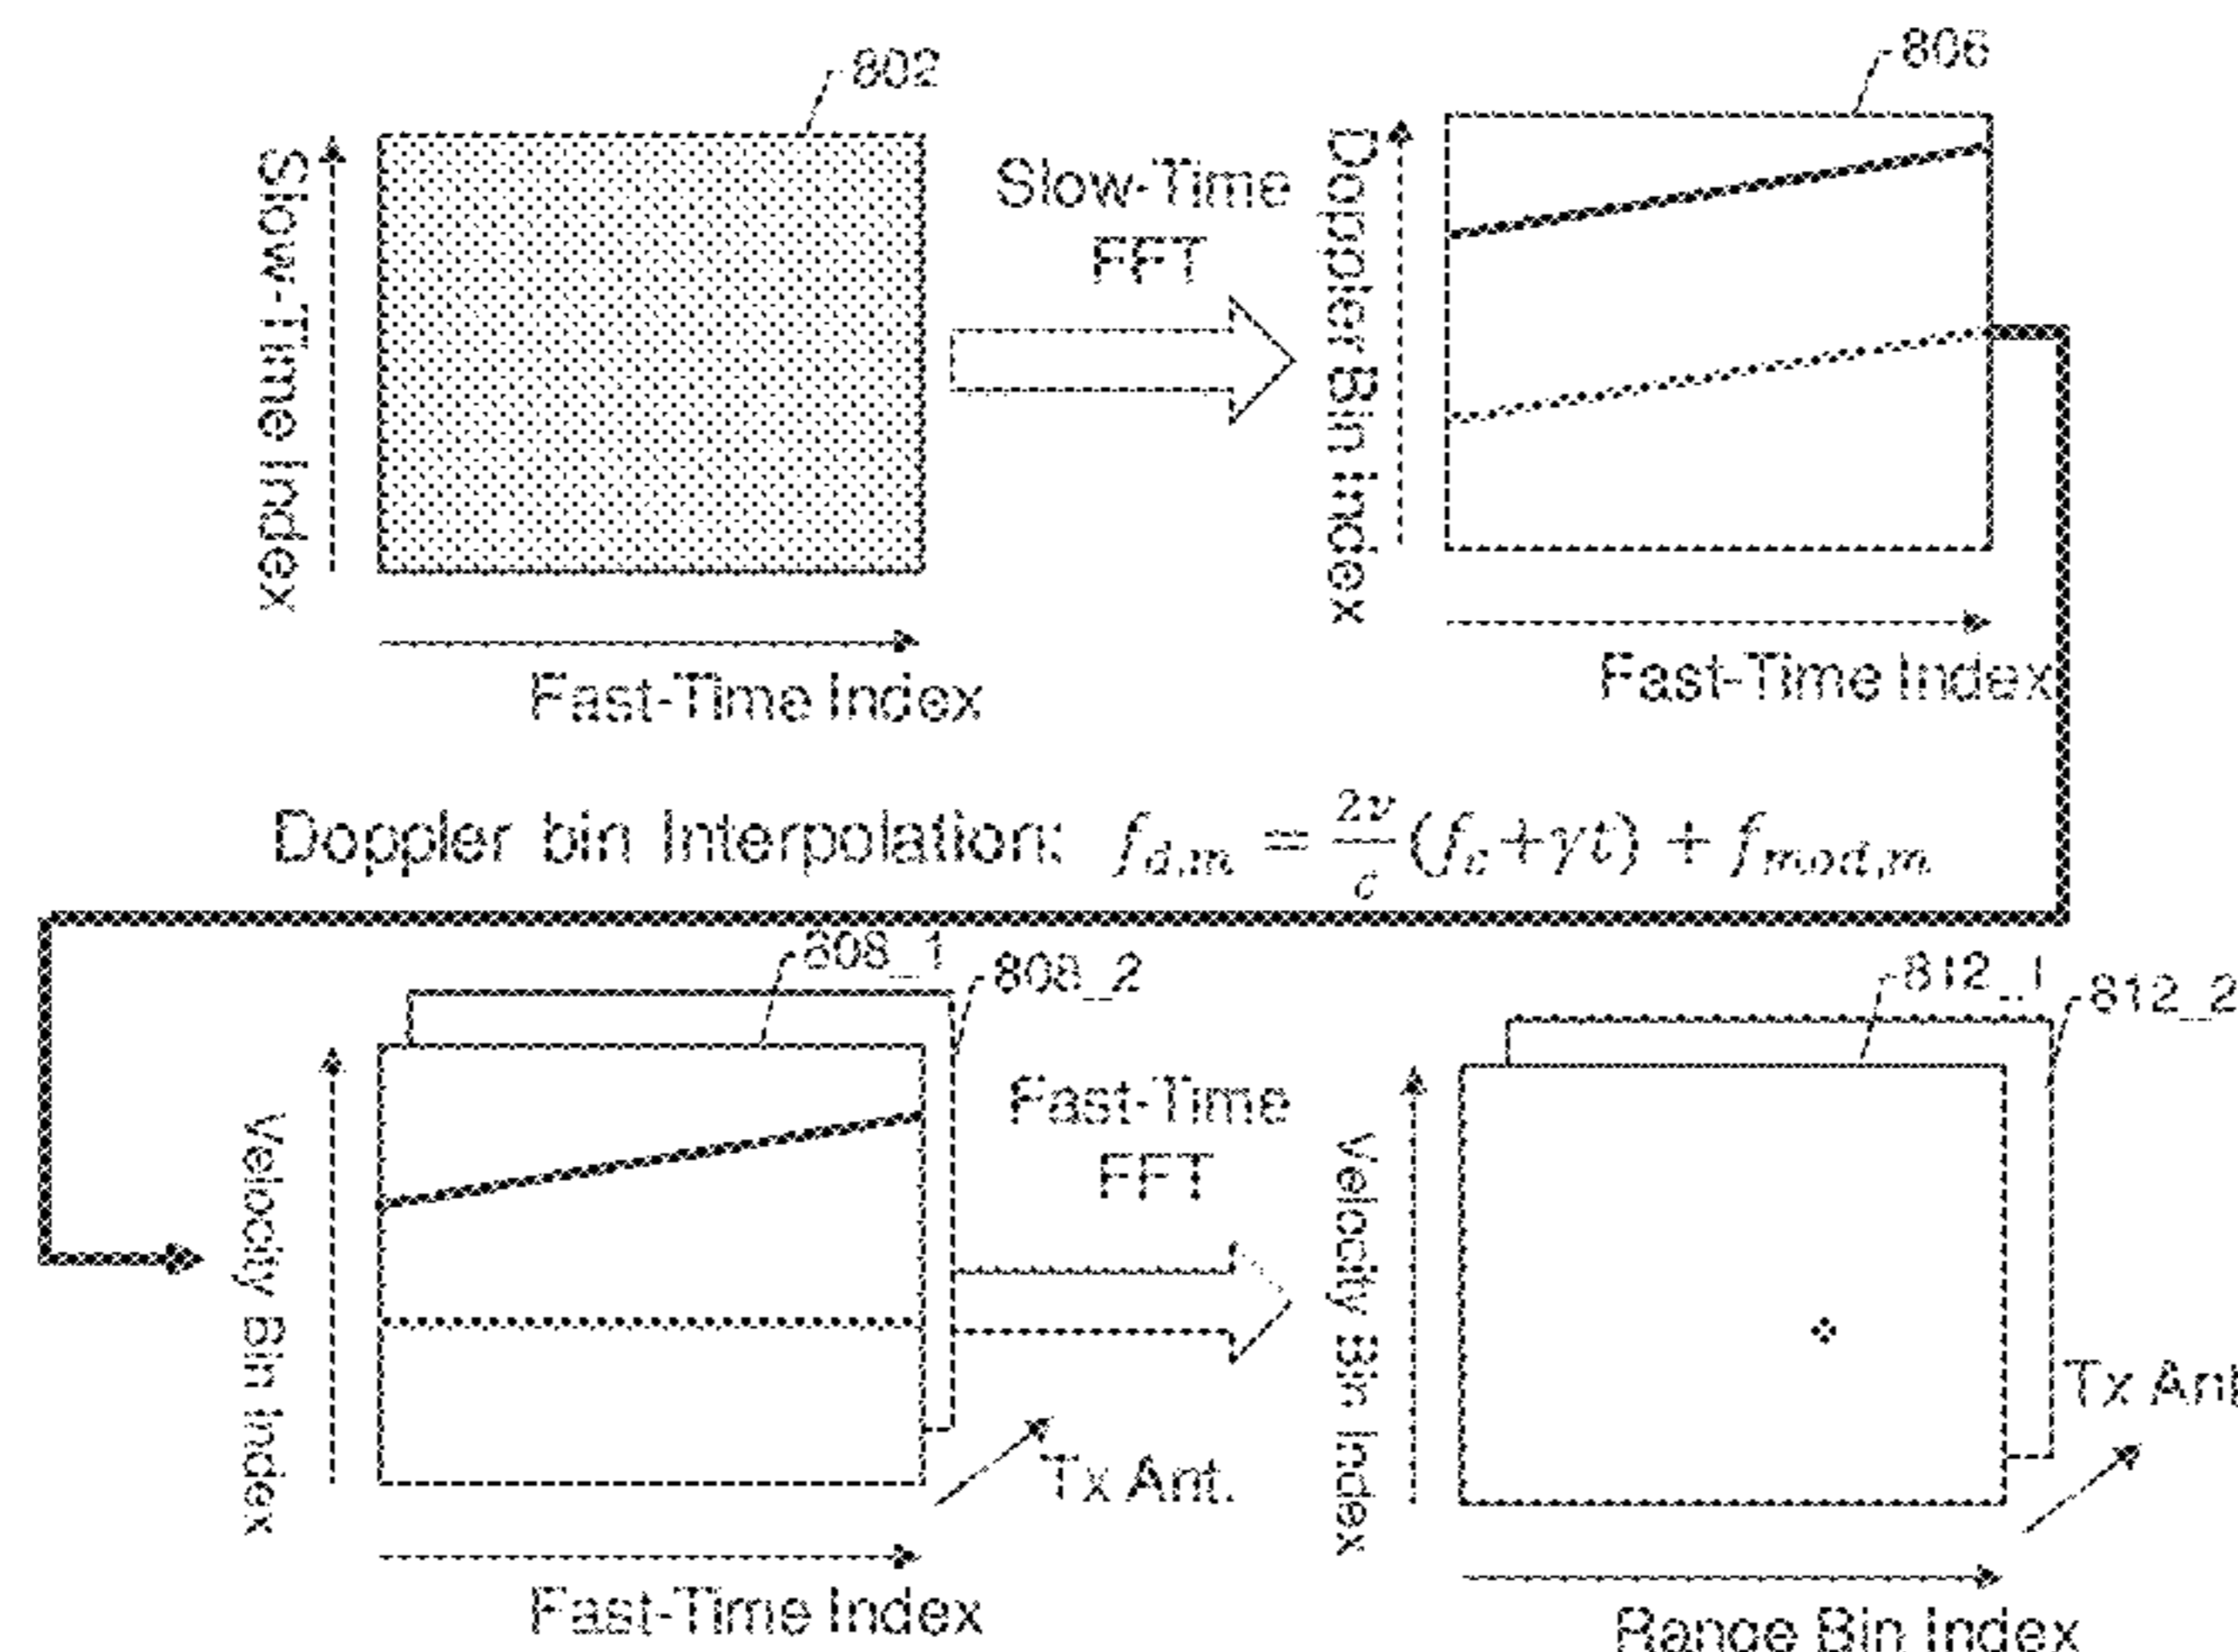 802
806
Slow-Time Index
Slow-Time
FFT
Doppler Bin Index
Fast-Time Index
Fast-Time Index
Doppler bin Interpolation: f_{d,m} = \frac{2v}{c}(f_c+γt) + f_{mod,m}
808_1
808_2
812_1
812_2
Velocity Bin Index
Fast-Time
FFT
Velocity Bin Index
Tx Ant.
Tx Ant
Fast-Time Index
Range Bin Index